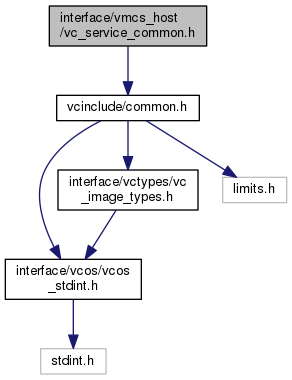 interface/vmcs_host
/vc_service_common.h
vcinclude/common.h
interface/vctypes/vc
_image_types.h
limits.h
interface/vcos/vcos
_stdint.h
stdint.h